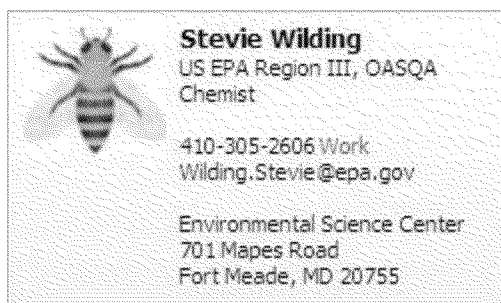 Stevie Wilding
US EPA Region III, OASQA
Chemist
410-305-2606 Work
Wilding.Stevie@epa.gov
Environmental Science Center
701 Mapes Road
Fort Meade, MD 20755